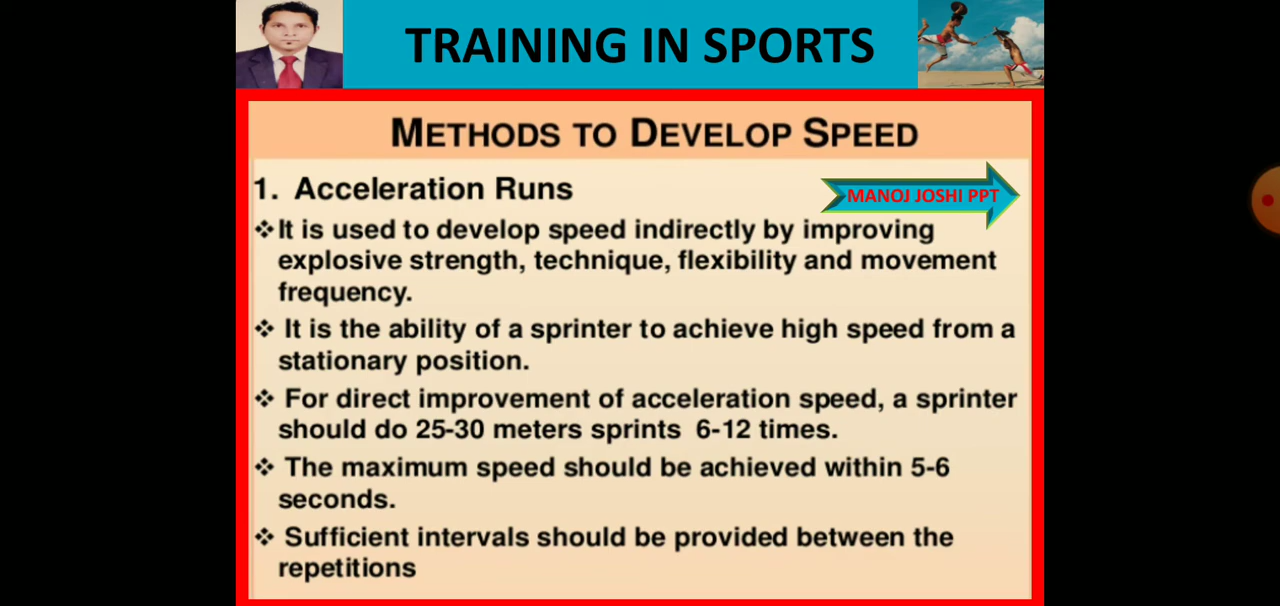 TRAINING IN SPORTS
METHODS TO DEVELOP SPEED
1. Acceleration Runs
MANOJ JOSHI PPT
❖It is used to develop speed indirectly by improving
explosive strength, technique, flexibility and movement
frequency.
❖ It is the ability of a sprinter to achieve high speed from a
stationary position.
❖ For direct improvement of acceleration speed, a sprinter
should do 25-30 meters sprints 6-12 times.
❖ The maximum speed should be achieved within 5-6
seconds.
❖ Sufficient intervals should be provided between the
repetitions